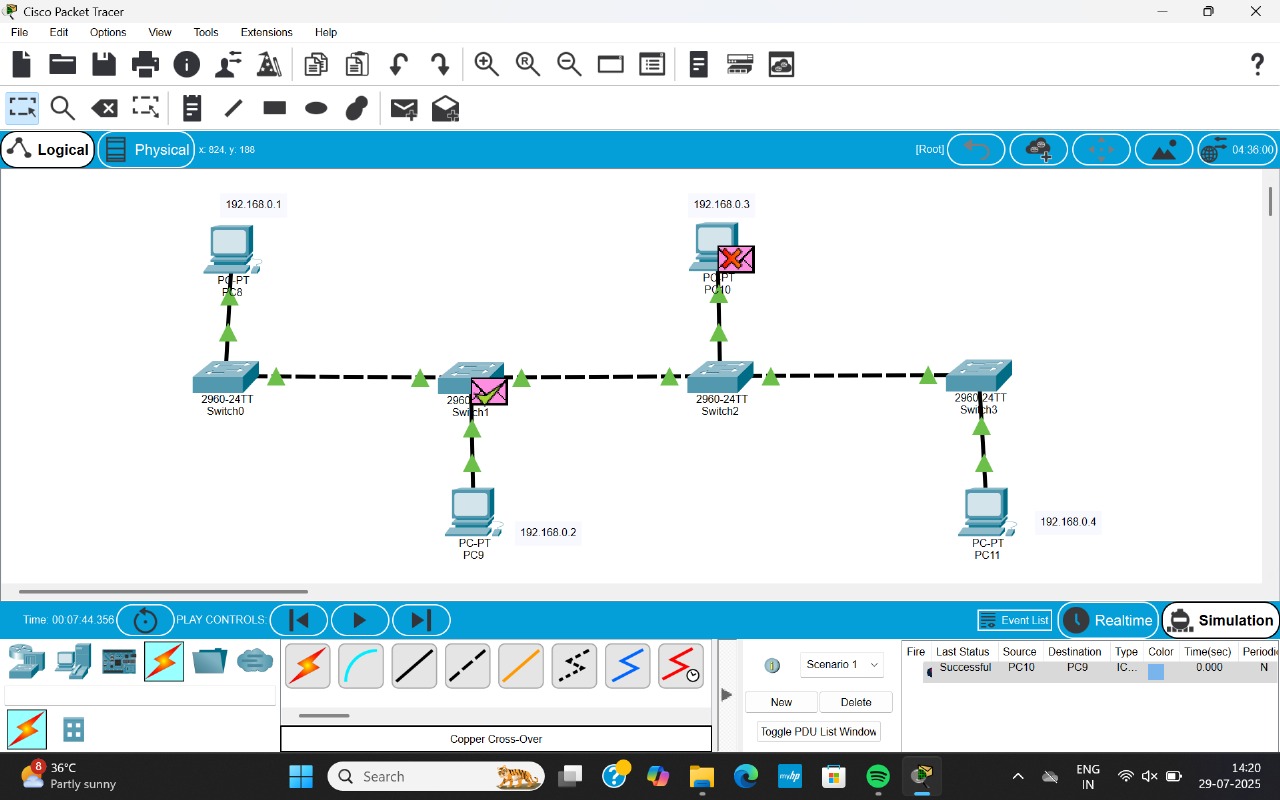 Cisco Packet Tracer
File Edit Options View Tools Extensions Help
Logical Physical x: 824, y: 188 [Root] 04:36:00
192.168.0.1 192.168.0.3
PC-PT
PC8
PC-PT
PC10
2960-24TT
Switch0
2960-24TT
Switch1
2960-24TT
Switch2
2960-24TT
Switch3
PC-PT
PC9
192.168.0.2
PC-PT
PC11
192.168.0.4
Time: 00:07:44.356 PLAY CONTROLS: Event List Realtime Simulation
Scenario 1
New Delete
Toggle PDU List Window
Fire Last Status Source Destination Type Color Time(sec) Periodic
Successful PC10 PC9 IC... 0.000 N
Copper Cross-Over
8 36°C
Partly sunny
Search
myhp
ENG
IN
14:20
29-07-2025